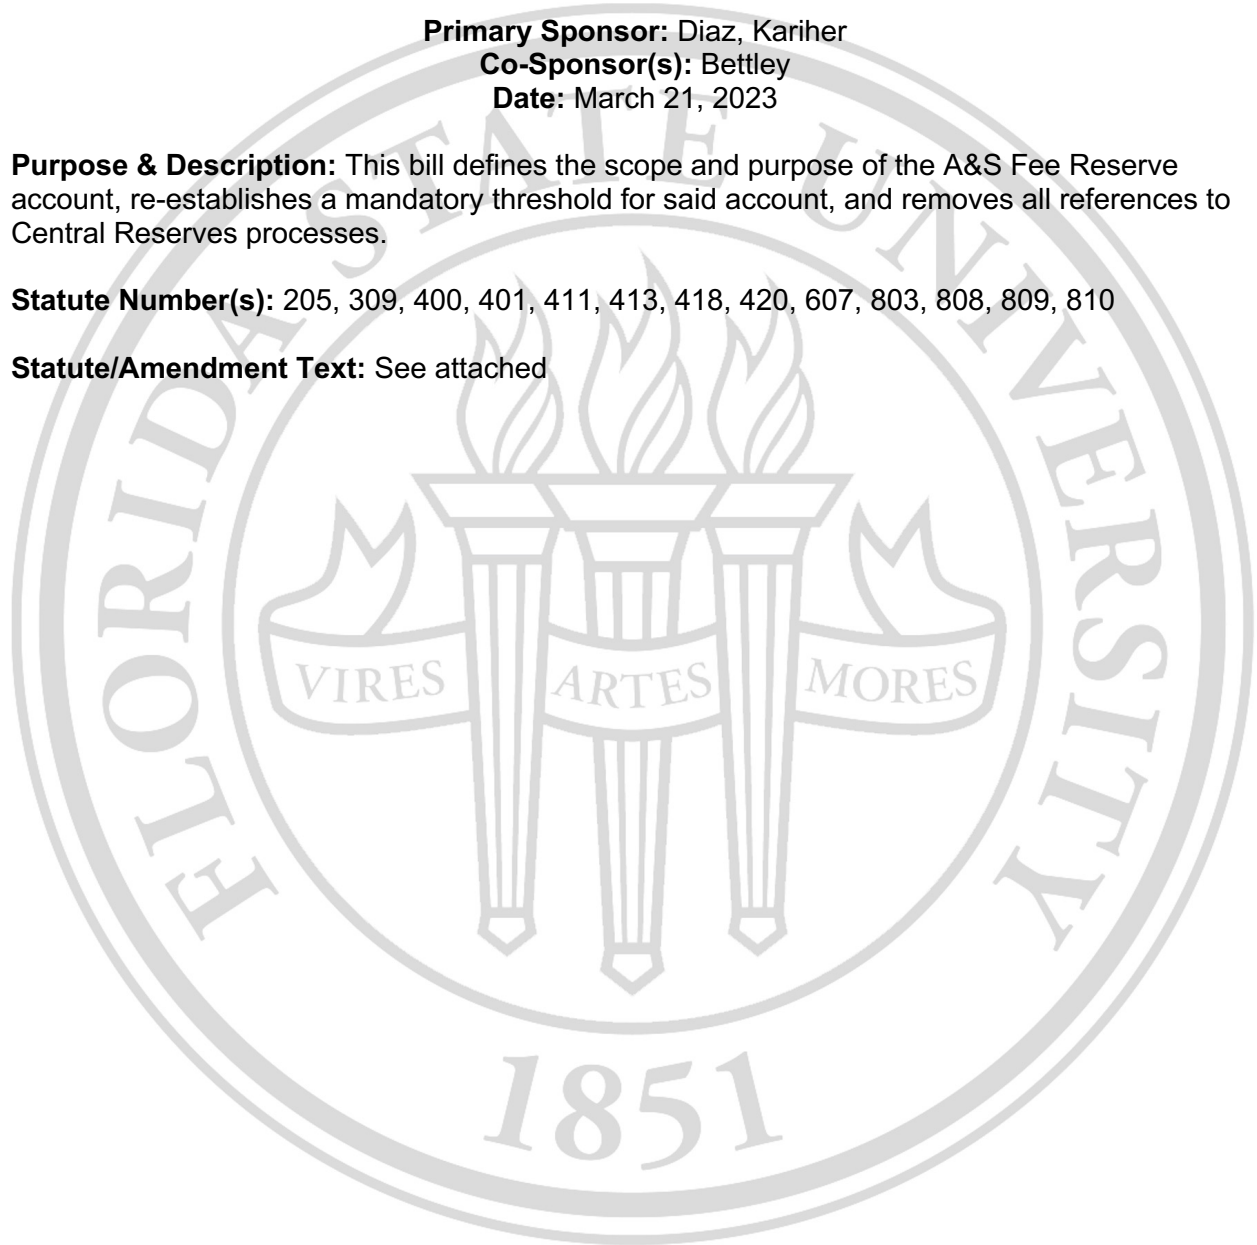 Primary Sponsor: Diaz, Kariher
Co-Sponsor(s): Bettley
Date: March 21, 2023
Purpose & Description: This bill defines the scope and purpose of the A&S Fee Reserve
account, re-establishes a mandatory threshold for said account, and removes all references to
Central Reserves processes.
Statute Number(s): 205, 309, 400, 401, 411, 413, 418, 420, 607, 803, 808, 809, 810
Statute/Amendment Text: See attached
FLORIDA STATE UNIVERSITY
VIRES ARTES MORES
1851